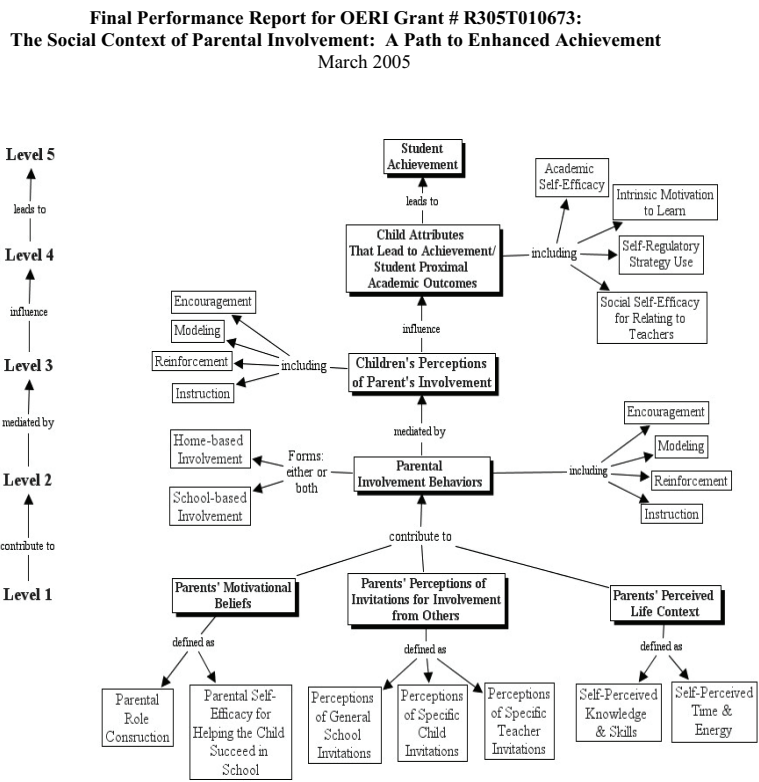 Final Performance Report for OERI Grant # R305T010673:
The Social Context of Parental Involvement: A Path to Enhanced Achievement
March 2005
Level 5
leads to
Level 4
influence
Level 3
mediated by
Level 2
contribute to
Level 1
Student
Achievement
leads to
Child Attributes
That Lead to Achievement/
Student Proximal
Academic Outcomes
including
Academic
Self-Efficacy
Intrinsic Motivation
to Learn
Self-Regulatory
Strategy Use
Social Self-Efficacy
for Relating to
Teachers
influence
Children's Perceptions
of Parent's Involvement
including
Encouragement
Modeling
Reinforcement
Instruction
mediated by
Parental
Involvement Behaviors
Forms:
either or
both
Home-based
Involvement
School-based
Involvement
including
Encouragement
Modeling
Reinforcement
Instruction
contribute to
Parents' Motivational
Beliefs
defined as
Parental
Role
Consruction
Parental Self-
Efficacy for
Helping the Child
Succeed in
School
Parents' Perceptions of
Invitations for Involvement
from Others
defined as
Perceptions
of General
School
Invitations
Perceptions
of Specific
Child
Invitations
Perceptions
of Specific
Teacher
Invitations
Parents' Perceived
Life Context
defined as
Self-Perceived
Knowledge
& Skills
Self-Perceived
Time &
Energy